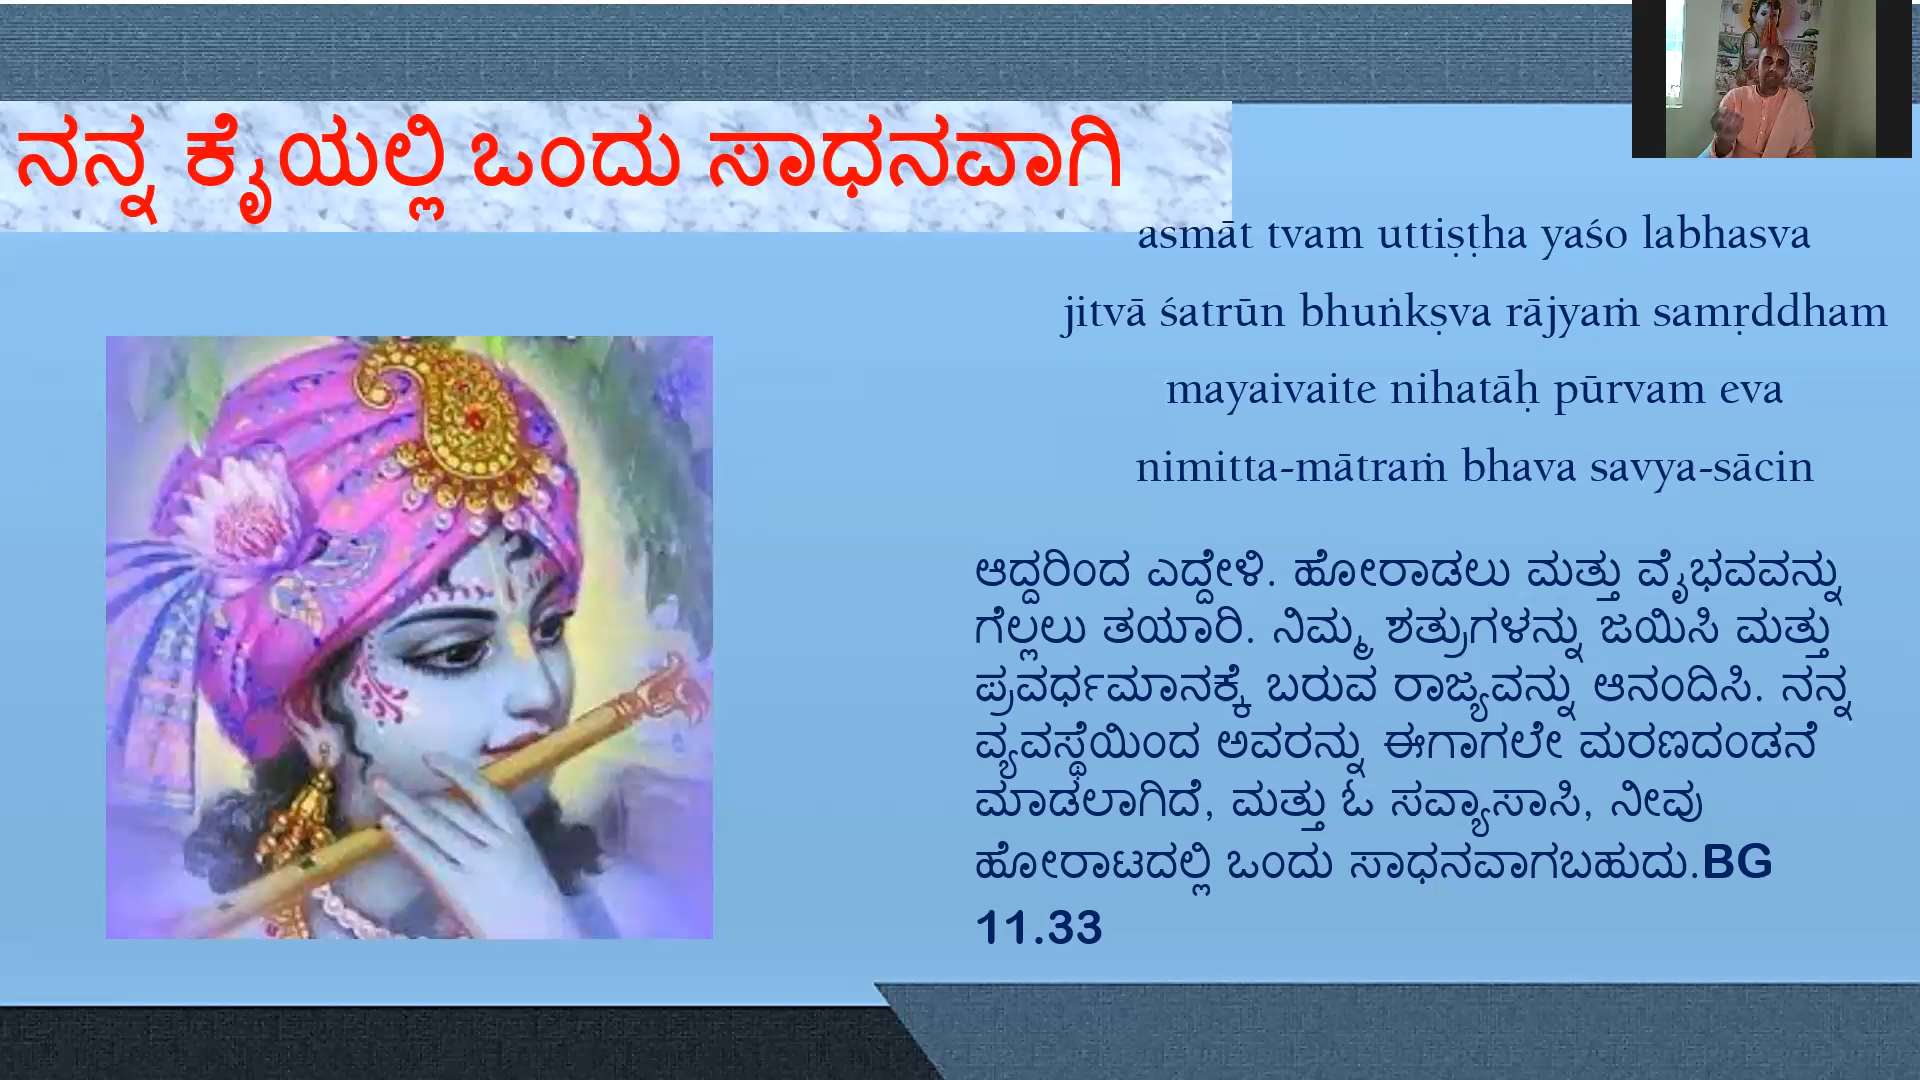 ನನ್ನ ಕೈಯಲ್ಲಿ ಒಂದು ಸಾಧನವಾಗಿ
asmāt tvam uttiṣṭha yaśo labhasva
jitvā śatrūn bhuṅkṣva rājyaṁ samṛddham
mayaivaite nihatāḥ pūrvam eva
nimitta-mātraṁ bhava savya-sācin
ಆದ್ದರಿಂದ ಎದ್ದೇಳಿ. ಹೋರಾಡಲು ಮತ್ತು ವೈಭವವನ್ನು
ಗೆಲ್ಲಲು ತಯಾರಿ. ನಿಮ್ಮ ಶತ್ರುಗಳನ್ನು ಜಯಿಸಿ ಮತ್ತು
ಪ್ರವರ್ಧಮಾನಕ್ಕೆ ಬರುವ ರಾಜ್ಯವನ್ನು ಆನಂದಿಸಿ. ನನ್ನ
ವ್ಯವಸ್ಥೆಯಿಂದ ಅವರನ್ನು ಈಗಾಗಲೇ ಮರಣದಂಡನೆ
ಮಾಡಲಾಗಿದೆ, ಮತ್ತು ಓ ಸವ್ಯಾಸಾಸಿ, ನೀವು
ಹೋರಾಟದಲ್ಲಿ ಒಂದು ಸಾಧನವಾಗಬಹುದು.BG
11.33